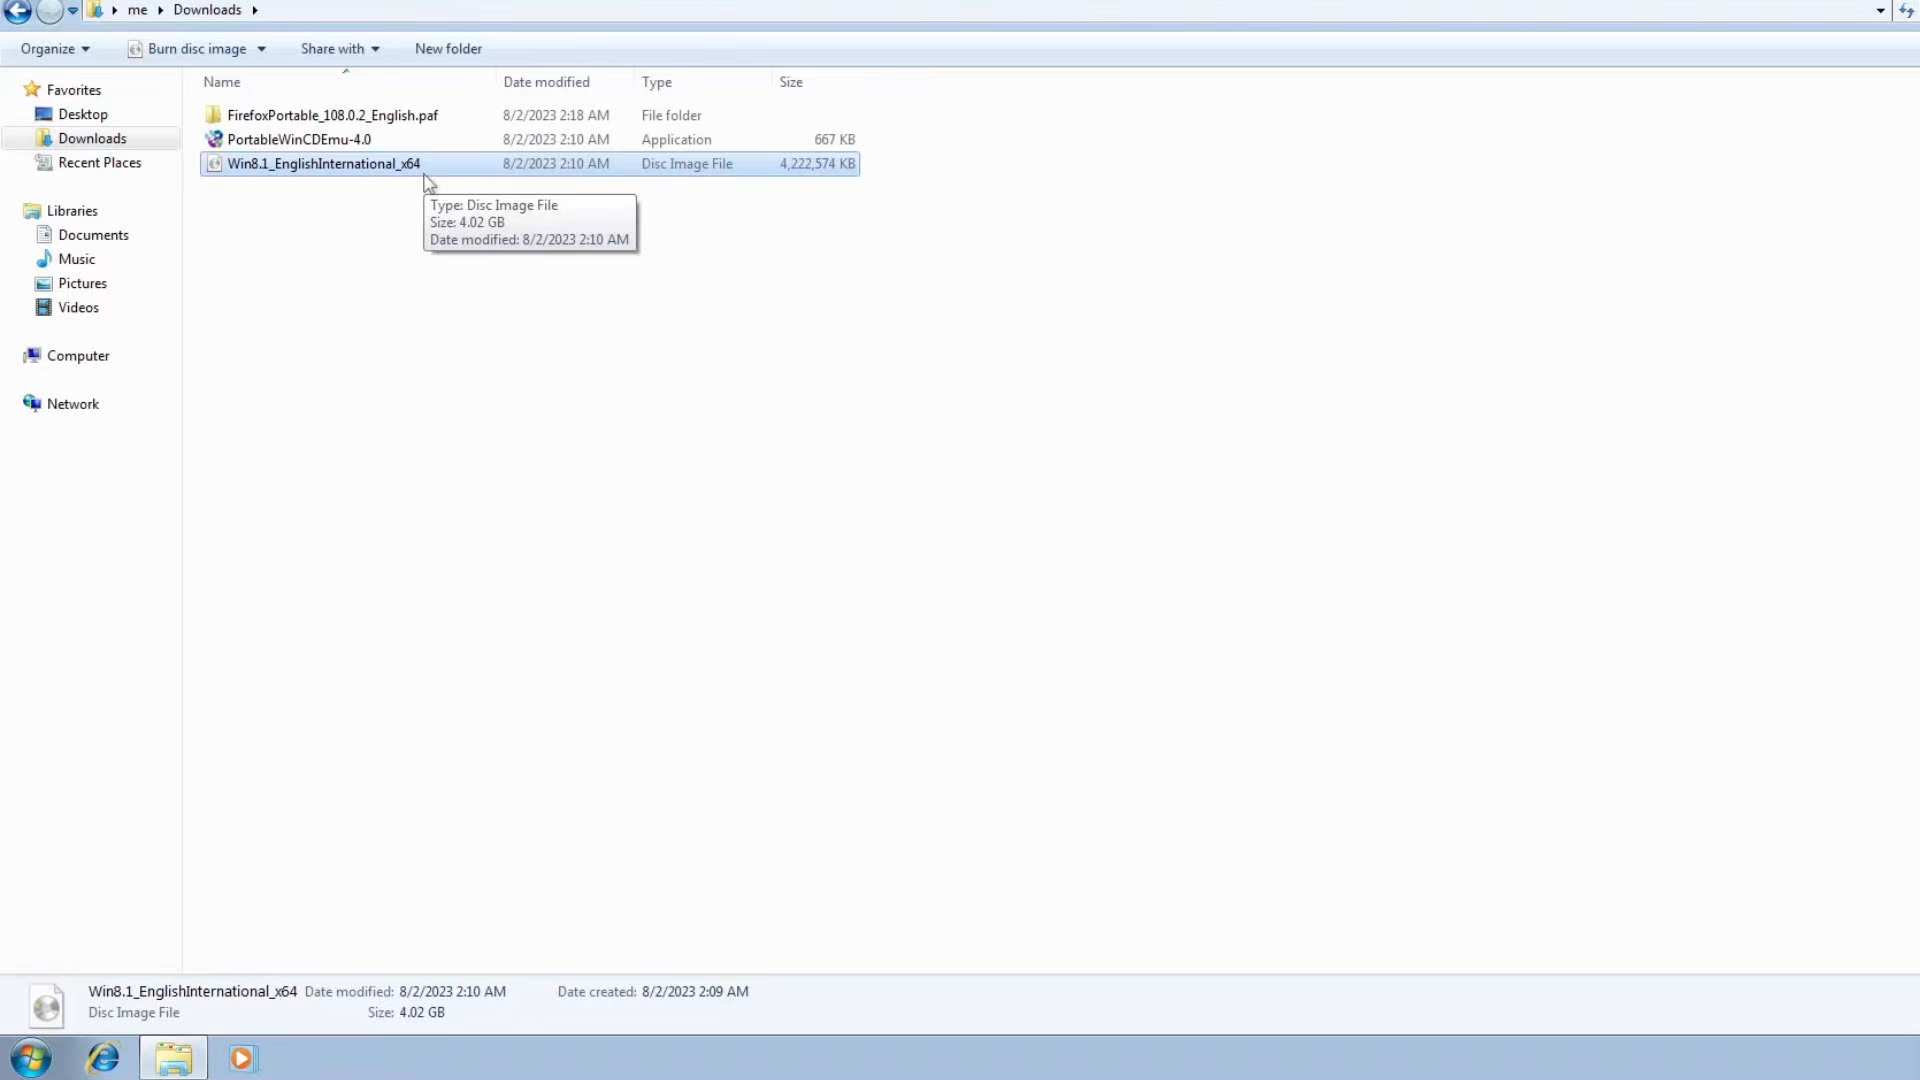 me Downloads
Organize Burn disc image Share with New folder
Name Date modified Type Size
Favorites
Desktop
Downloads
Recent Places
Libraries
Documents
Music
Pictures
Videos
Computer
Network
FirefoxPortable_108.0.2_English.paf 8/2/2023 2:18 AM File folder
PortableWinCDEmu-4.0 8/2/2023 2:10 AM Application 667 KB
Win8.1_EnglishInternational_x64 8/2/2023 2:10 AM Disc Image File 4,222,574 KB
Type: Disc Image File
Size: 4.02 GB
Date modified: 8/2/2023 2:10 AM
Win8.1_EnglishInternational_x64 Date modified: 8/2/2023 2:10 AM Date created: 8/2/2023 2:09 AM
Disc Image File Size: 4.02 GB